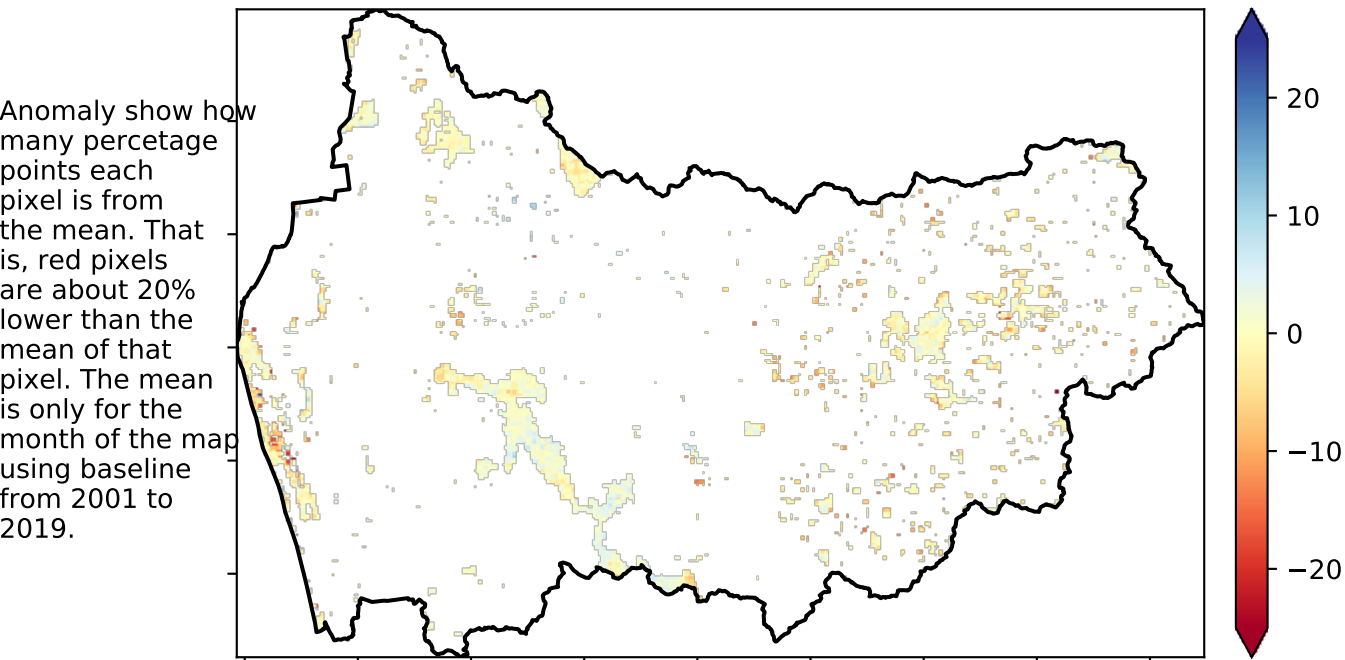 Anomaly show how
many percetage
points each
pixel is from
the mean. That
is, red pixels
are about 20%
lower than the
mean of that
pixel. The mean
is only for the
month of the map
using baseline
from 2001 to
2019.
20
10
0
−10
−20